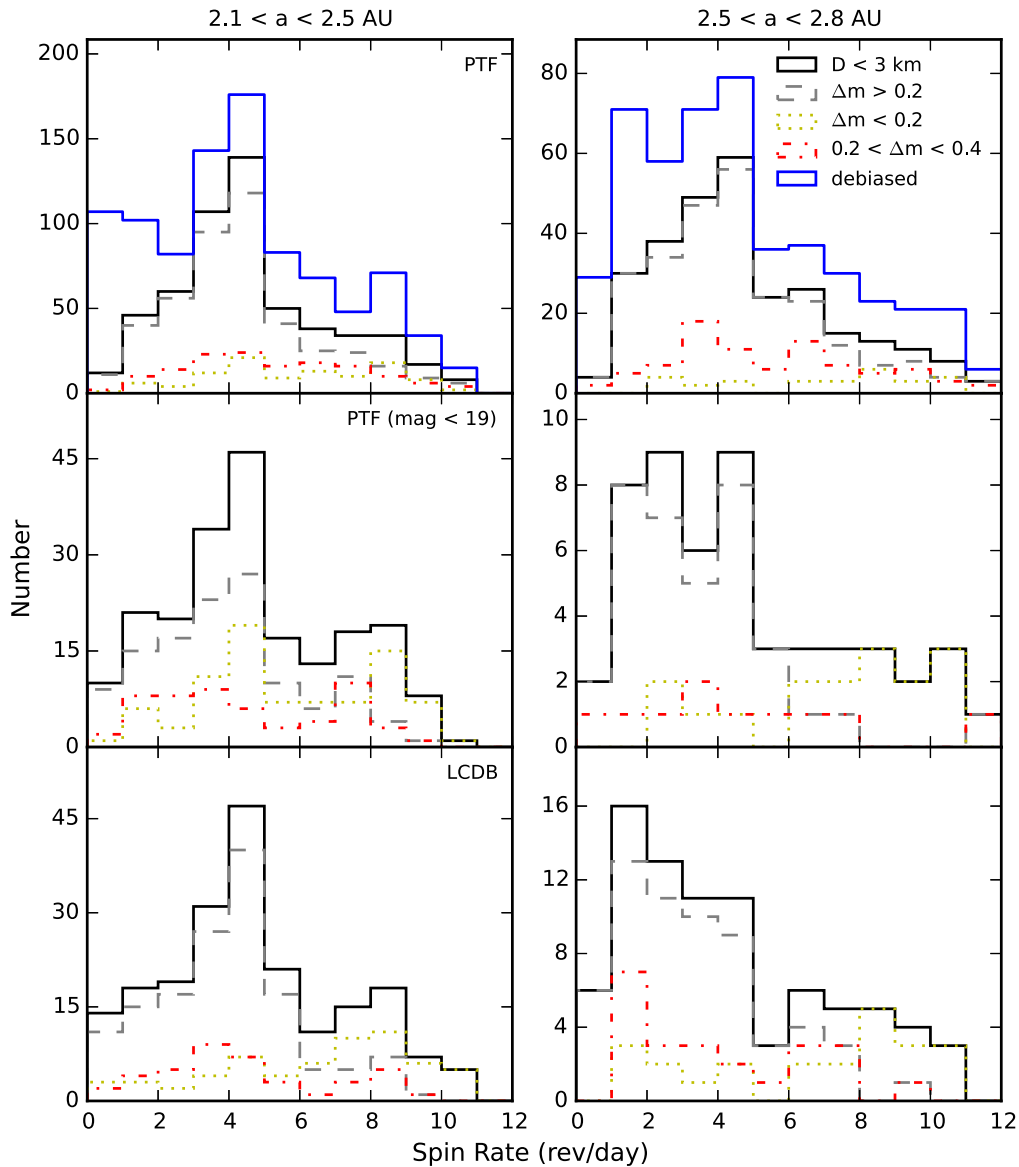 2.1 < a < 2.5 AU
2.5 < a < 2.8 AU
PTF
200
150
100
50
0
D < 3 km
Δm > 0.2
Δm < 0.2
0.2 < Δm < 0.4
debiased
80
60
40
20
0
PTF (mag < 19)
45
30
15
0
10
8
6
4
2
0
LCDB
45
30
15
0
16
12
8
4
0
0 2 4 6 8 10 12
0 2 4 6 8 10 12
Number
Spin Rate (rev/day)